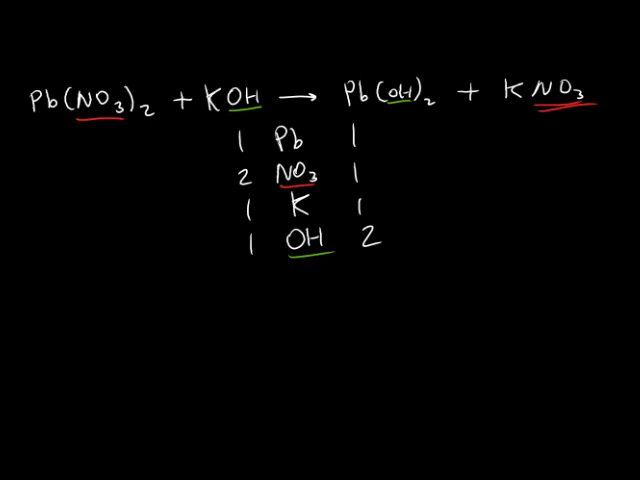 Pb(NO₃)₂ + KOH → Pb(OH)₂ + KNO₃
1 Pb 1
2 NO₃ 1
1 K 1
1 OH 2